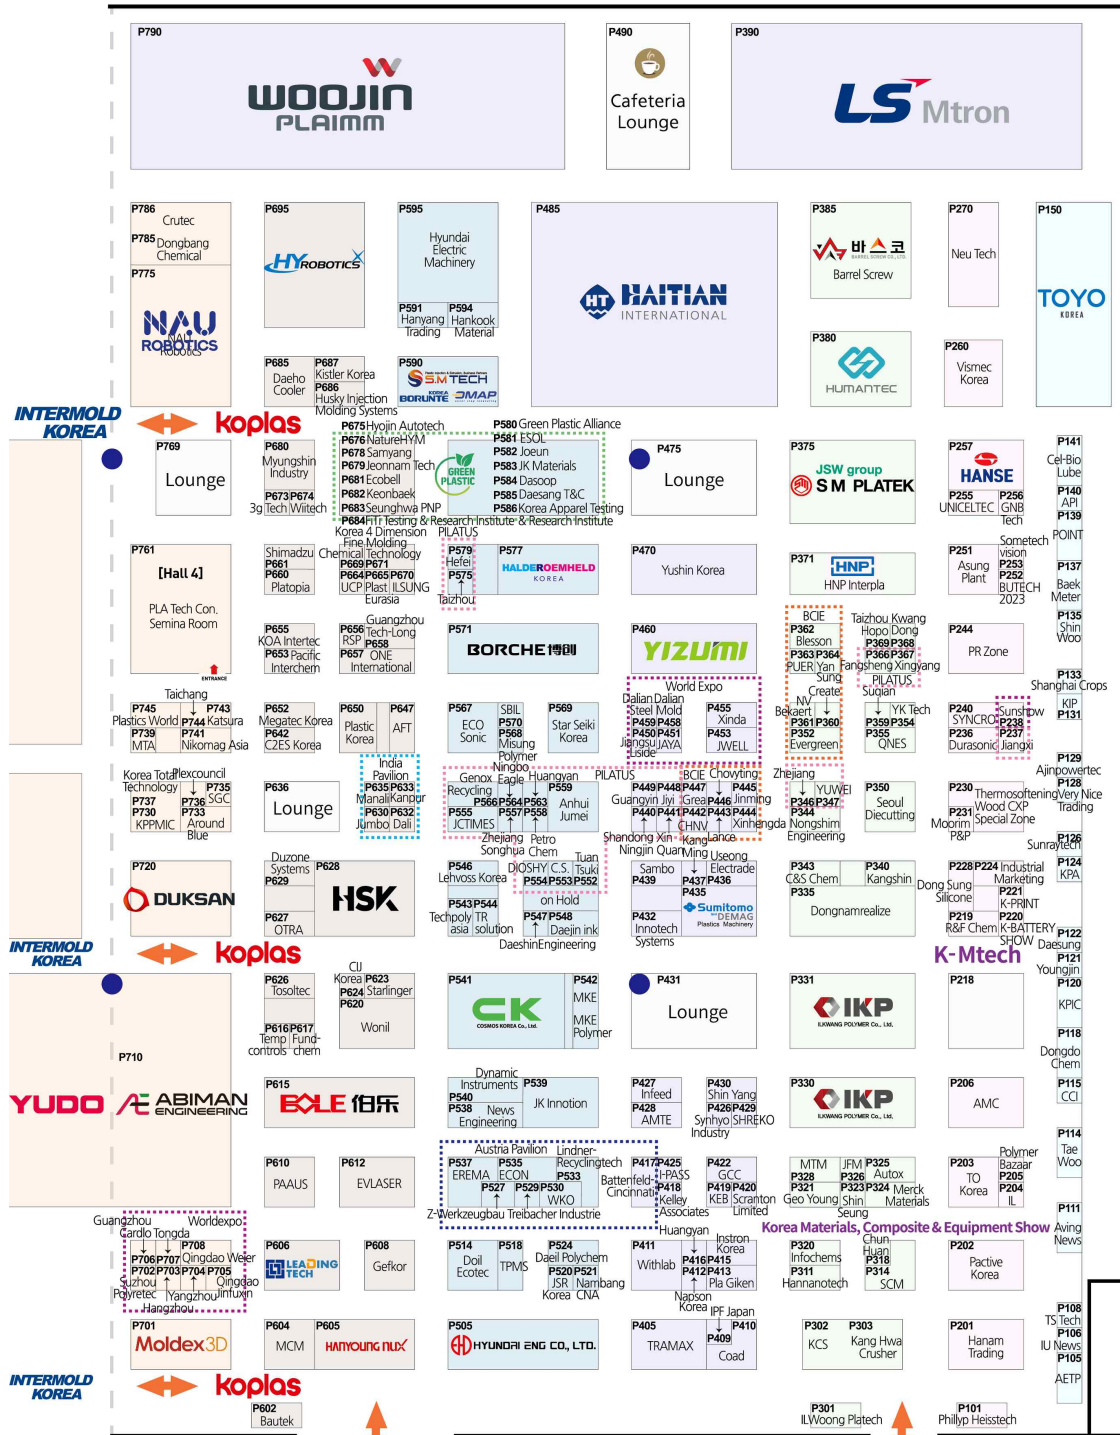 P790
WOOJIN
PLAIMM
P490
Cafeteria
Lounge
P390
LS Mtron
P786
Crutec
P785 Dongbang
Chemical
P775
NAU
ROBOTICS
NAU
Robotics
P695
HYROBOTICS
P595
Hyundai
Electric
Machinery
P591
Hanyang
Trading
P594
Hankook
Material
P485
HT HAITIAN
INTERNATIONAL
P385
바스코
BARREL SCREW CO., LTD.
Barrel Screw
P270
Neu Tech
P150
TOYO
KOREA
P685
Daeho
Cooler
P687
Kistler Korea
P686
Husky Injection
Molding Systems
P590
S.M TECH
KOREA
BORUNTE
DMAP
P380
HUMANTEC
P260
Vismec
Korea
INTERMOLD
KOREA
koplas
P769
Lounge
P680
Myungshin
Industry
P673
3g Tech
P674
Wiitech
P675 Hyojin Autotech
P676 NatureHYM
P678 Samyang
P679 Jeonnam Tech
P681 Ecobell
P682 Keonbaek
P683 Seunghwa PNP
P684 FITI Testing & Research Institute & Research Institute
GREEN
PLASTIC
P580 Green Plastic Alliance
P581 ESOL
P582 Joeun
P583 JK Materials
P584 Dasoop
P585 Daesang T&C
P586 Korea Apparel Testing
P475
Lounge
P375
JSW group
SM PLATEK
P257
HANSE
P255
UNICELTEC
P256
GNB
Tech
P141
Cel-Bio
Lube
P140
API
P139
POINT
P761
[Hall 4]
PLA Tech Con.
Semina Room
ENTRANCE
Shimadzu
P661
P660
Platopia
Korea 4 Dimension
Fine Molding
Chemical Technology
P669 P671
P664 P665 P670
UCP Plast ILSUNG
Eurasia
PILATUS
P579
Hefei
P575
Taizhou
P577
HALDERROEMHELD
KOREA
P470
Yushin Korea
P371
HNP
HNP Interpla
P251
Asung
Plant
Sometech
vision
P253
P252
BUTECH
2023
P137
Baek
Meter
P135
Shin
Woo
P655
KOA Intertec
P653 Pacific
Interchem
Guangzhou
Tech-Long
P656
RSP
P658
P657
ONE
International
P571
BORCHE 博创
P460
YIZUMI
BCIE
P362
Blesson
P363 P364
PUER Yan
Sung
Taizhou Kwang
Hopo Dong
P369 P368
P366 P367
Fangsheng Xingyang
PILATUS
P244
PR Zone
P133
Shanghai Crops
KIP
P131
Taichang
P745
Plastics World
P744
P743
Katsura
P739
MTA
P741
Nikomag Asia
P652
Megatec Korea
P642
C2ES Korea
P650
Plastic
Korea
P647
AFT
P567
ECO
Sonic
SBIL
P570
P568
Misung
Polymer
P569
Star Seiki
Korea
World Expo
Dalian Dalian
Steel Mold
P459 P458
P450 P451
Jiangsu JAYA
Liside
P455
Xinda
P453
JWELL
Create
NV
Bekaert
P361 P360
P352
Evergreen
Suqian
YK Tech
P359 P354
P355
QNES
P240
SYNCRO
P236
Durasonic
Sunshow
P238
P237
Jiangxi
P129
Ajinpowertec
P128
Very Nice
Trading
Korea Total
Technology
P737
P730
KPPMIC
Plexcouncil
P736
P735
SGC
P733
Around
Blue
P636
Lounge
India
Pavilion
P635 P633
Manali Kanpur
P630 P632
Jumbo Dali
PILATUS
Genox
Recycling
Ningbo
Eagle
Huangyan
P566 P564 P563
P555
JCTIMES
P557
P558
P559
Anhui
Jumei
Zhejiang
Songhua
Petro
Chem
P449 P448
Guangyin Jiyi
P440 P441
Shandong Xin
Ningjin Quan
BCIE Chovyting
P447
Great
P446
P445
Jinming
P442
CHNV
P443
Lance
P444
Xinhengda
Zhejiang
YUWEI
P346 P347
P344
Nongshim
Engineering
P350
Seoul
Diecutting
P230
P231
Moorim
P&P
Thermosoftening
Wood CXP
Special Zone
P126
Sunraytech
P124
KPA
P720
DUKSAN
Duzone
Systems
P629
P627
OTRA
P628
HSK
P546
Lehvoss Korea
P543
Techpoly
asia
P544
TR
solution
DIOSHY C.S.
Tuan
Tsuki
P554 P553 P552
on Hold
P547 P548
Daejin ink
DaeshinEngineering
Sambo
P439
P432
Innotech
Systems
Kang
Ming
Useong
Electrade
P437 P436
P435
Sumitomo
DEMAG
Plastics Machinery
P343
C&S Chem
P340
Kangshin
P335
Dongnamrealize
P228
Dong Sung
Silicone
P224
Industrial
Marketing
P221
K-PRINT
P219
R&F Chem
P220
K-BATTERY
SHOW
P122
Daesung
P121
Youngjin
P120
KPIC
INTERMOLD
KOREA
koplas
K-Mtech
P710
YUDO
ABIMAN
ENGINEERING
P626
Tosoltec
P616
Temp
controls
P617
Fund-
chem
CIJ
Korea
P623
P624 Starlinger
P620
Wonil
P541
CK
COSMOS KOREA Co., Ltd.
P542
MKE
MKE
Polymer
P431
Lounge
P331
IKP
ILKWANG POLYMER Co., Ltd.
P218
P118
Dongdo
Chem
P615
BOLE 伯乐
Dynamic
Instruments
P540
P538 News
Engineering
P539
JK Innotion
P427
Infeed
P428
AMTE
P430
Shin Yang
P426 P429
Synhyo SHREKO
Industry
P330
IKP
ILKWANG POLYMER Co., Ltd.
P206
AMC
P115
CCI
P114
Tae
Woo
P610
PAAUS
P612
EVLASER
Austria Pavilion
P537
EREMA
P535
ECON
Lindner-
Recyclingtech
P533
P527 P529 P530
WKO
Z-Werkzeugbau Treibacher Industrie
P417
Battenfeld-
Cincinnati
P425
I-PASS
P418
Kelley
Associates
P422
GCC
P419 P420
KEB Scranton
Limited
MTM
P328
JFM
P326
P325
Autox
P321
Geo Young
P323
Shin
Seung
P324
Merck
Materials
P203
TO
Korea
Polymer
Bazaar
P205
P204
IL
P111
Aving
News
Korea Materials, Composite & Equipment Show
Guangzhou
Cardlo Tongda
Worldexpo
P706 P707
P708
Qingdao Weier
P702 P703 P704 P705
Suzhou
Polyretec
Hangzhou
Yangzhou
Qingdao
Jinfuxin
P606
LEADING
TECH
P608
Gefkor
P514
Doil
Ecotec
P518
TPMS
P524
Daeil Polychem
P520 P521
JSR Nambang
Korea CNA
P411
Withlab
Huangyan
P416
P412
Napson
Korea
Instron
Korea
P415
P413
Pla Giken
P320
Infochems
P311
Hannanotech
Chun
Huan
P318
P314
SCM
P202
Pactive
Korea
P108
TS Tech
P106
IU News
P105
AETP
P701
Moldex3D
P604
MCM
P605
HANYOUNG NUX
P505
HYUNDAI ENG CO., LTD.
P405
TRAMAX
IPF Japan
P410
P409
Coad
P302
KCS
P303
Kang Hwa
Crusher
P201
Hanam
Trading
INTERMOLD
KOREA
koplas
P602
Bautek
P301
ILWoong Platech
P101
Phillyp Heisstech